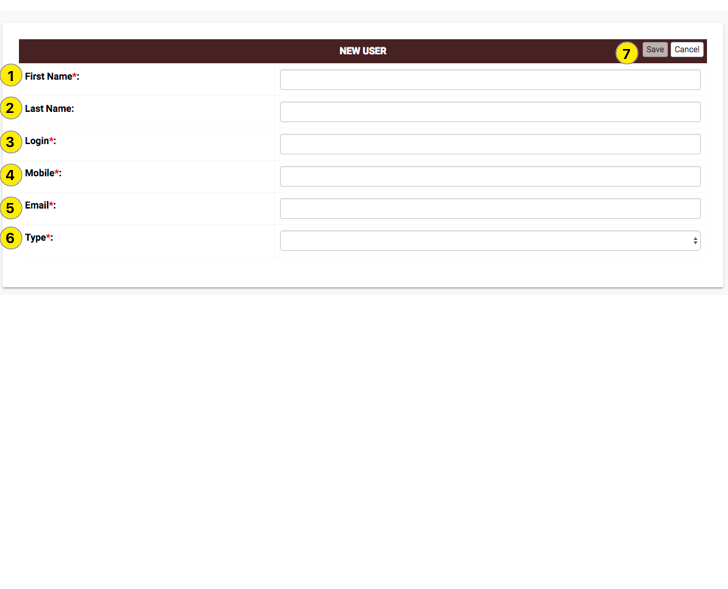 NEW USER 7 Save Cancel
1 First Name*:
2 Last Name:
3 Login*:
4 Mobile*:
5 Email*:
6 Type*: